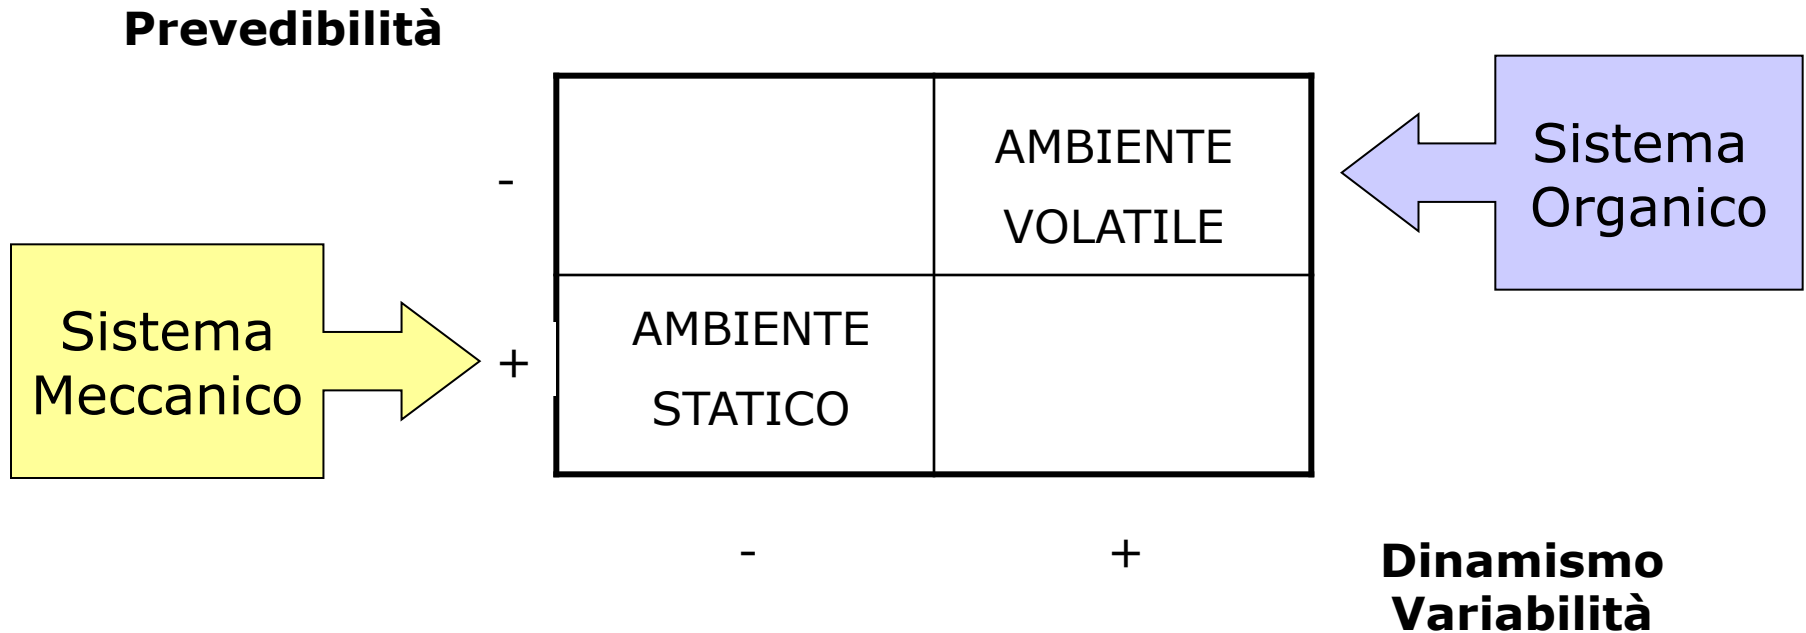 Prevedibilità
AMBIENTE
VOLATILE
-
Sistema
Organico
Sistema
Meccanico
+
AMBIENTE
STATICO
-
+
Dinamismo
Variabilità